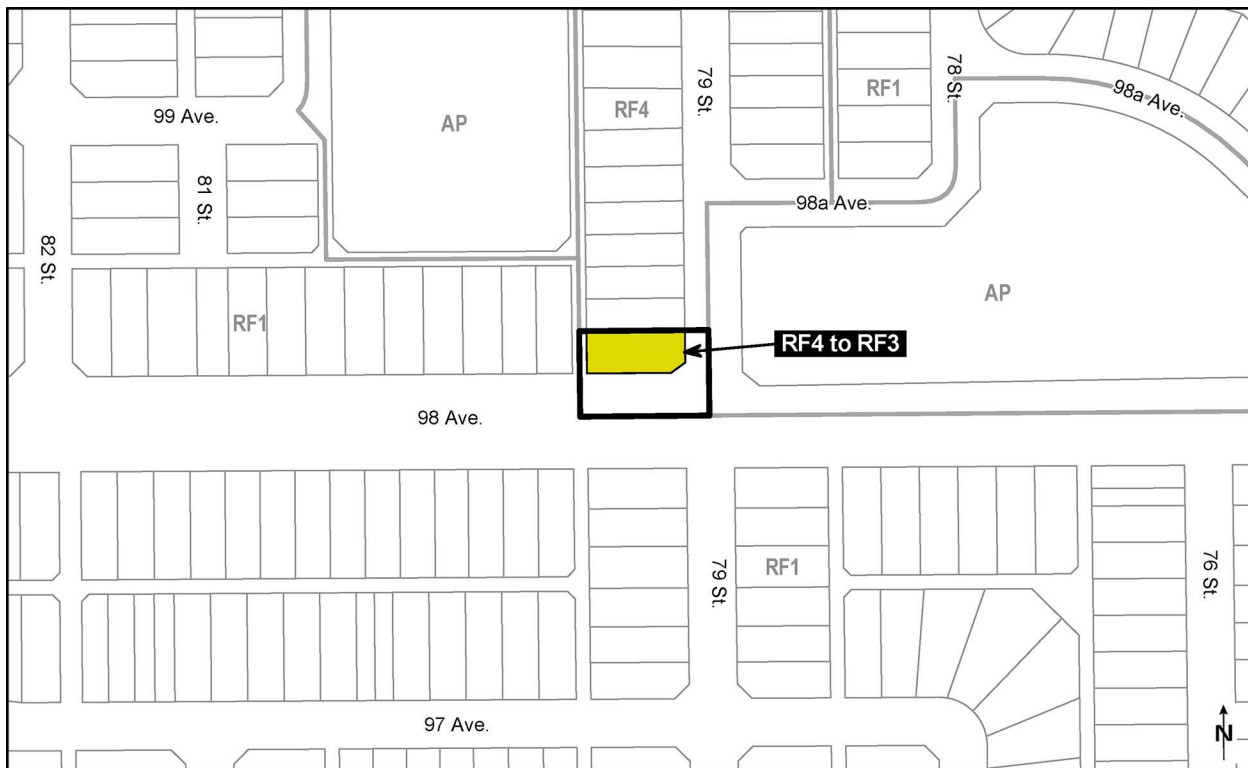 79 St.
78 St.
98a Ave.
RF1
RF4
99 Ave.
AP
81 St.
98a Ave.
82 St.
AP
RF1
RF4 to RF3
98 Ave.
79 St.
RF1
76 St.
97 Ave.
N